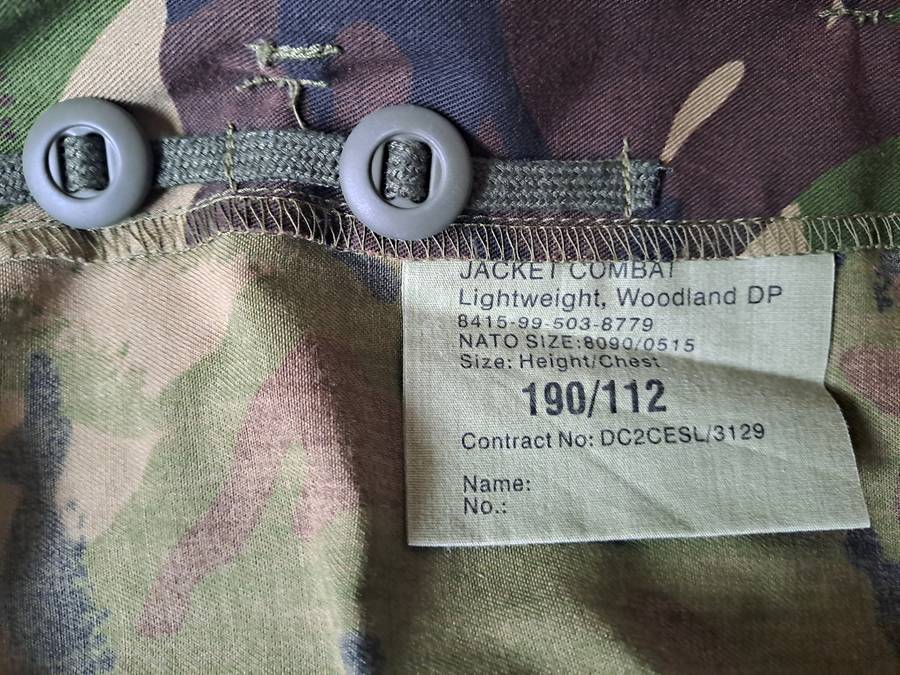 JACKET COMBAT
Lightweight, Woodland DP
8415-99-503-8779
NATO SIZE:8090/0515
Size: Height/Chest
190/112
Contract No: DC2CESL/3129
Name:
No.: